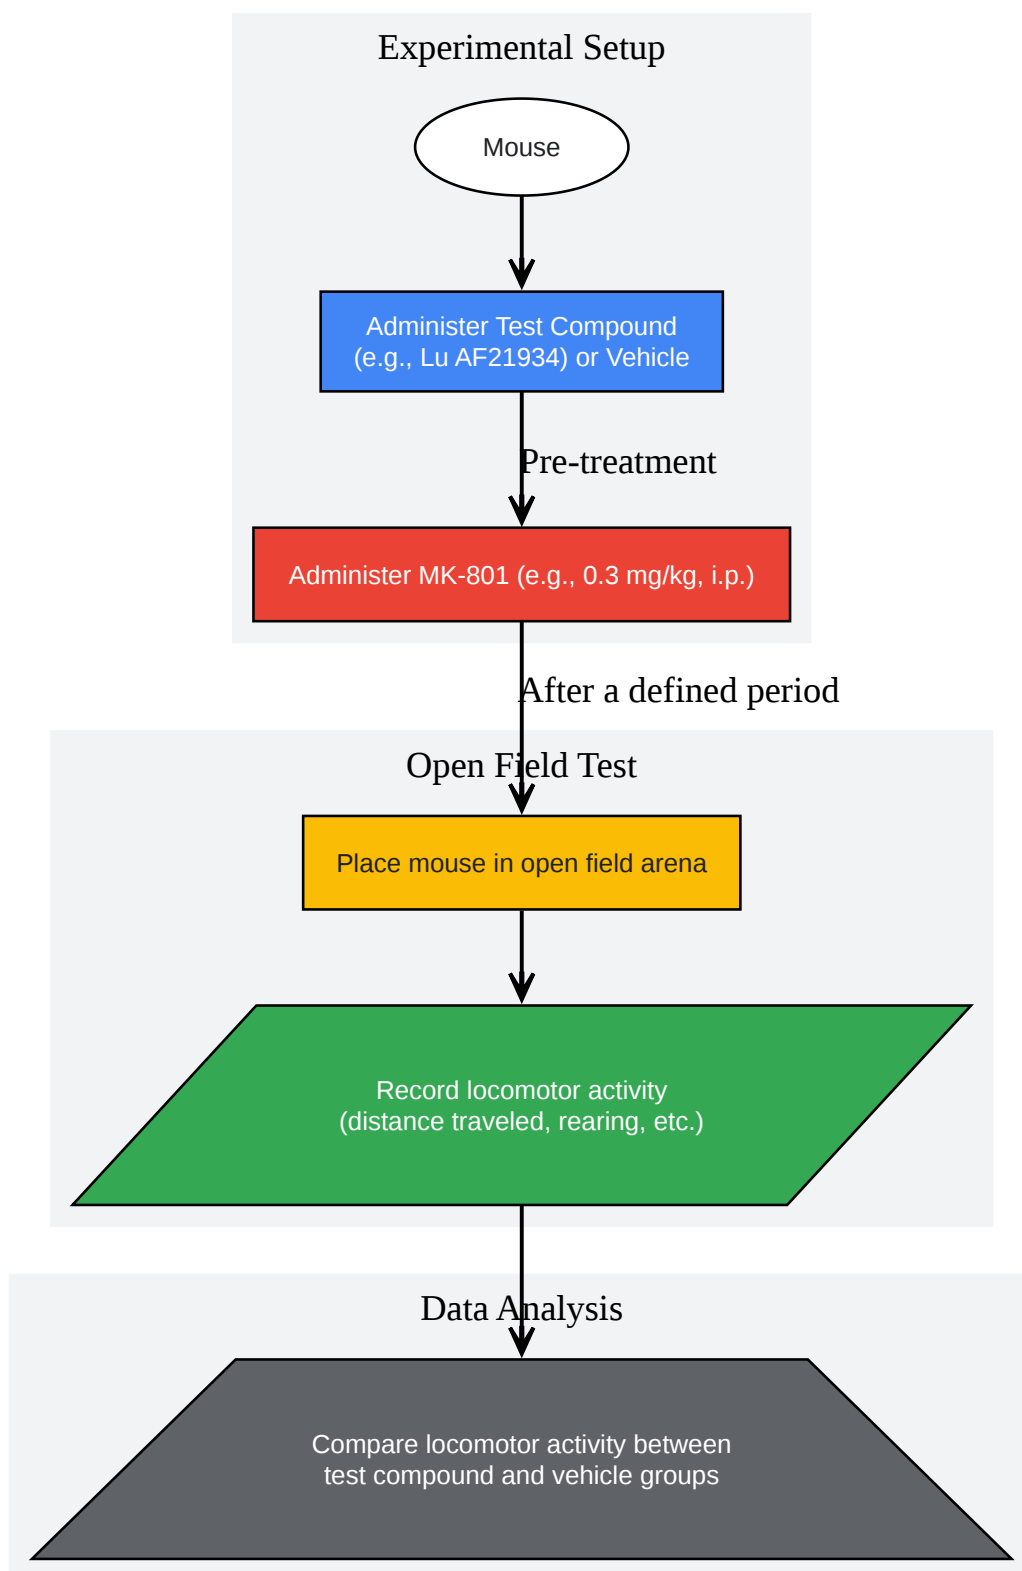 Experimental Setup
Mouse
Administer Test Compound
(e.g., Lu AF21934) or Vehicle
Pre-treatment
Administer MK-801 (e.g., 0.3 mg/kg, i.p.)
After a defined period
Open Field Test
Place mouse in open field arena
Record locomotor activity
(distance traveled, rearing, etc.)
Data Analysis
Compare locomotor activity between
test compound and vehicle groups